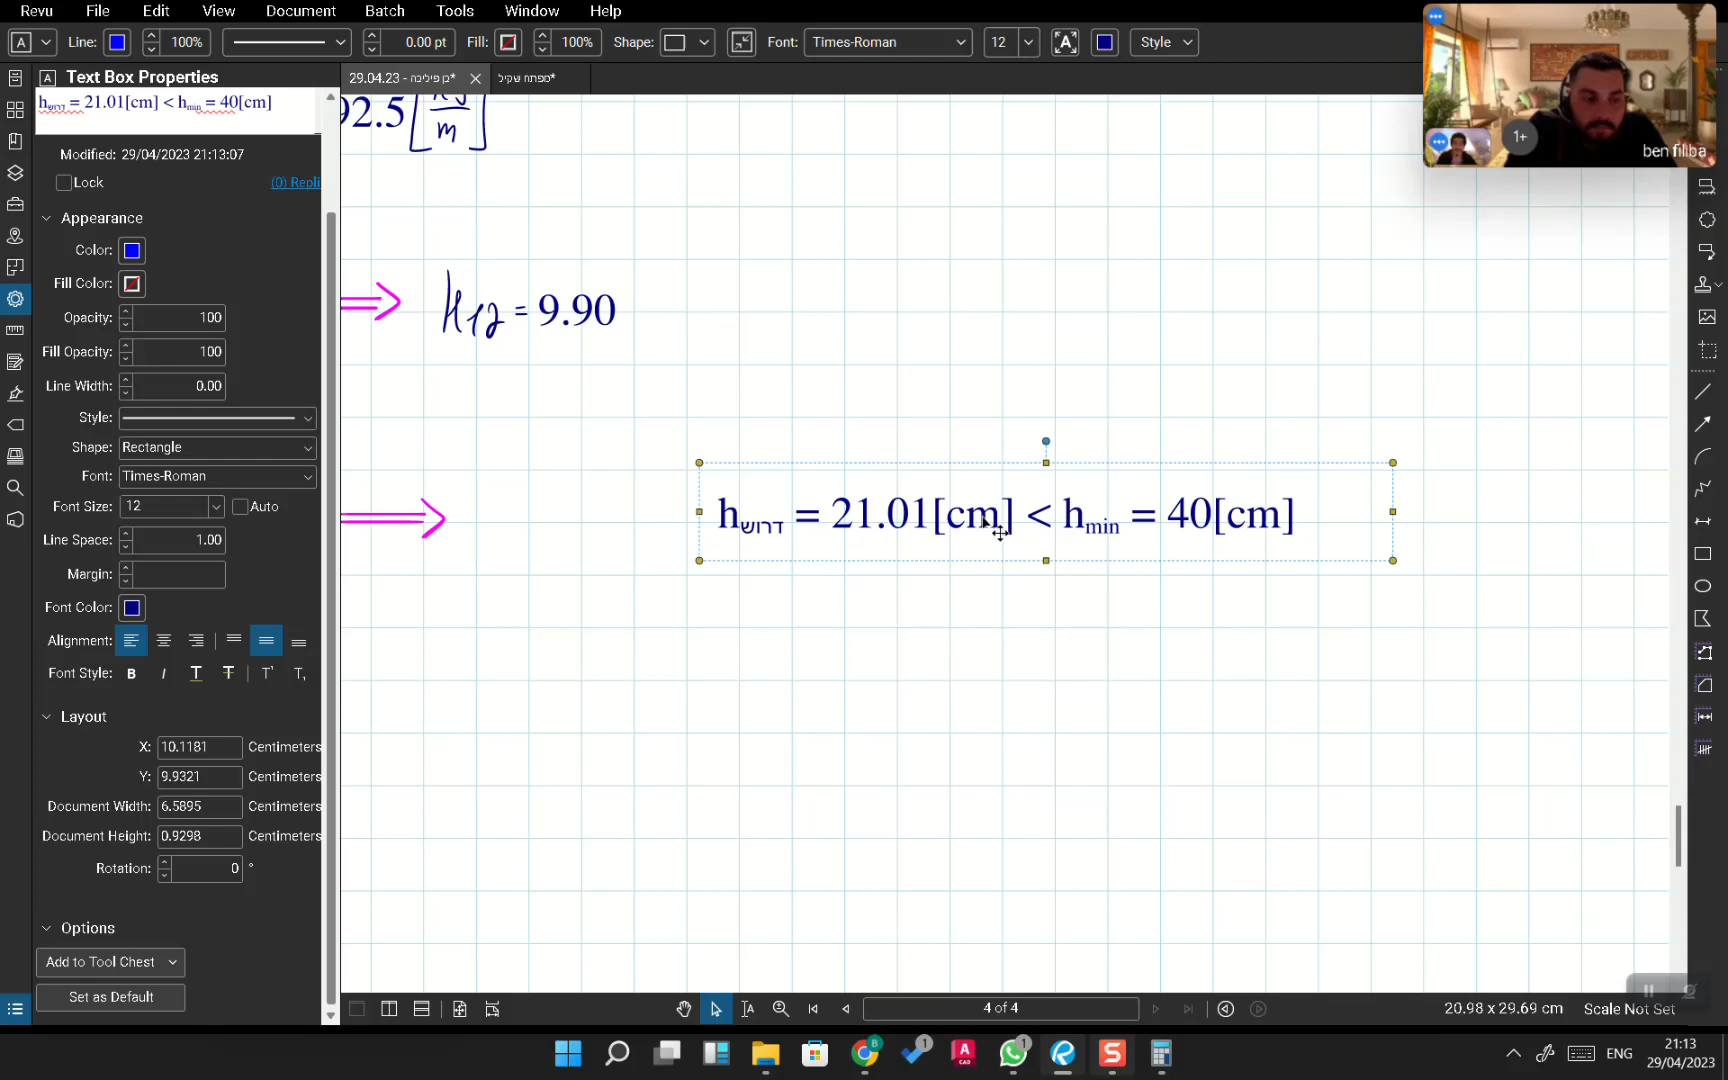 Revu File Edit View Document Batch Tools Window Help
A Line: 100% 0.00 pt Fill: 100% Shape: Font: Times-Roman 12 A Style
A Text Box Properties
29.04.23 - בן פיליבה* ספתח שקיל*
hדרוש = 21.01[cm] < hmin = 40[cm]
Modified: 29/04/2023 21:13:07
Lock (0) Repli
Appearance
Color:
Fill Color:
Opacity: 100
Fill Opacity: 100
Line Width: 0.00
Style:
Shape: Rectangle
Font: Times-Roman
Font Size: 12 Auto
Line Space: 1.00
Margin:
Font Color:
Alignment:
Font Style: B I T T T' T,
Layout
X: 10.1181 Centimeters
Y: 9.9321 Centimeters
Document Width: 6.5895 Centimeters
Document Height: 0.9298 Centimeters
Rotation: 0 °
Options
Add to Tool Chest
Set as Default
92.5[ m ]
= 9.90
hדרוש = 21.01[cm] < hmin = 40[cm]
1+
ben filiba
4 of 4
20.98 x 29.69 cm Scale Not Set
ENG
21:13
29/04/2023